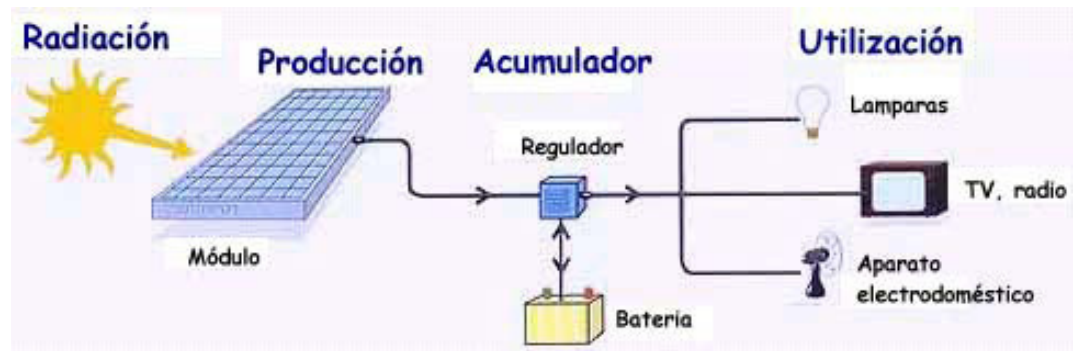 Radiación
Producción
Acumulador
Utilización
Lamparas
Regulador
TV, radio
Módulo
Aparato
electrodoméstico
Bateria